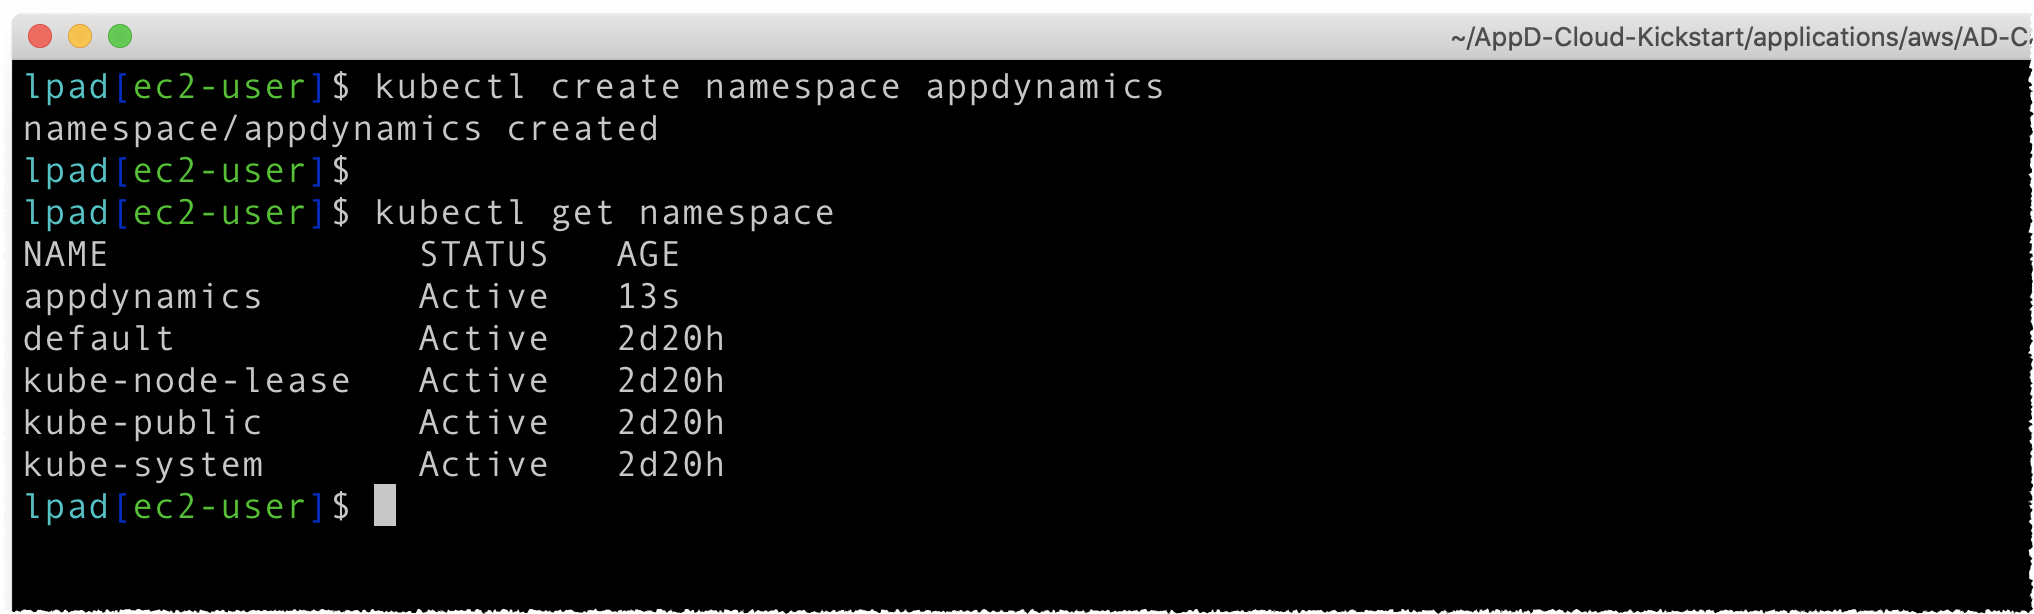 ~/AppD-Cloud-Kickstart/applications/aws/AD-C
lpad[ec2-user]$ kubectl create namespace appdynamics
namespace/appdynamics created
lpad[ec2-user]$
lpad[ec2-user]$ kubectl get namespace
NAME STATUS AGE
appdynamics Active 13s
default Active 2d20h
kube-node-lease Active 2d20h
kube-public Active 2d20h
kube-system Active 2d20h
lpad[ec2-user]$